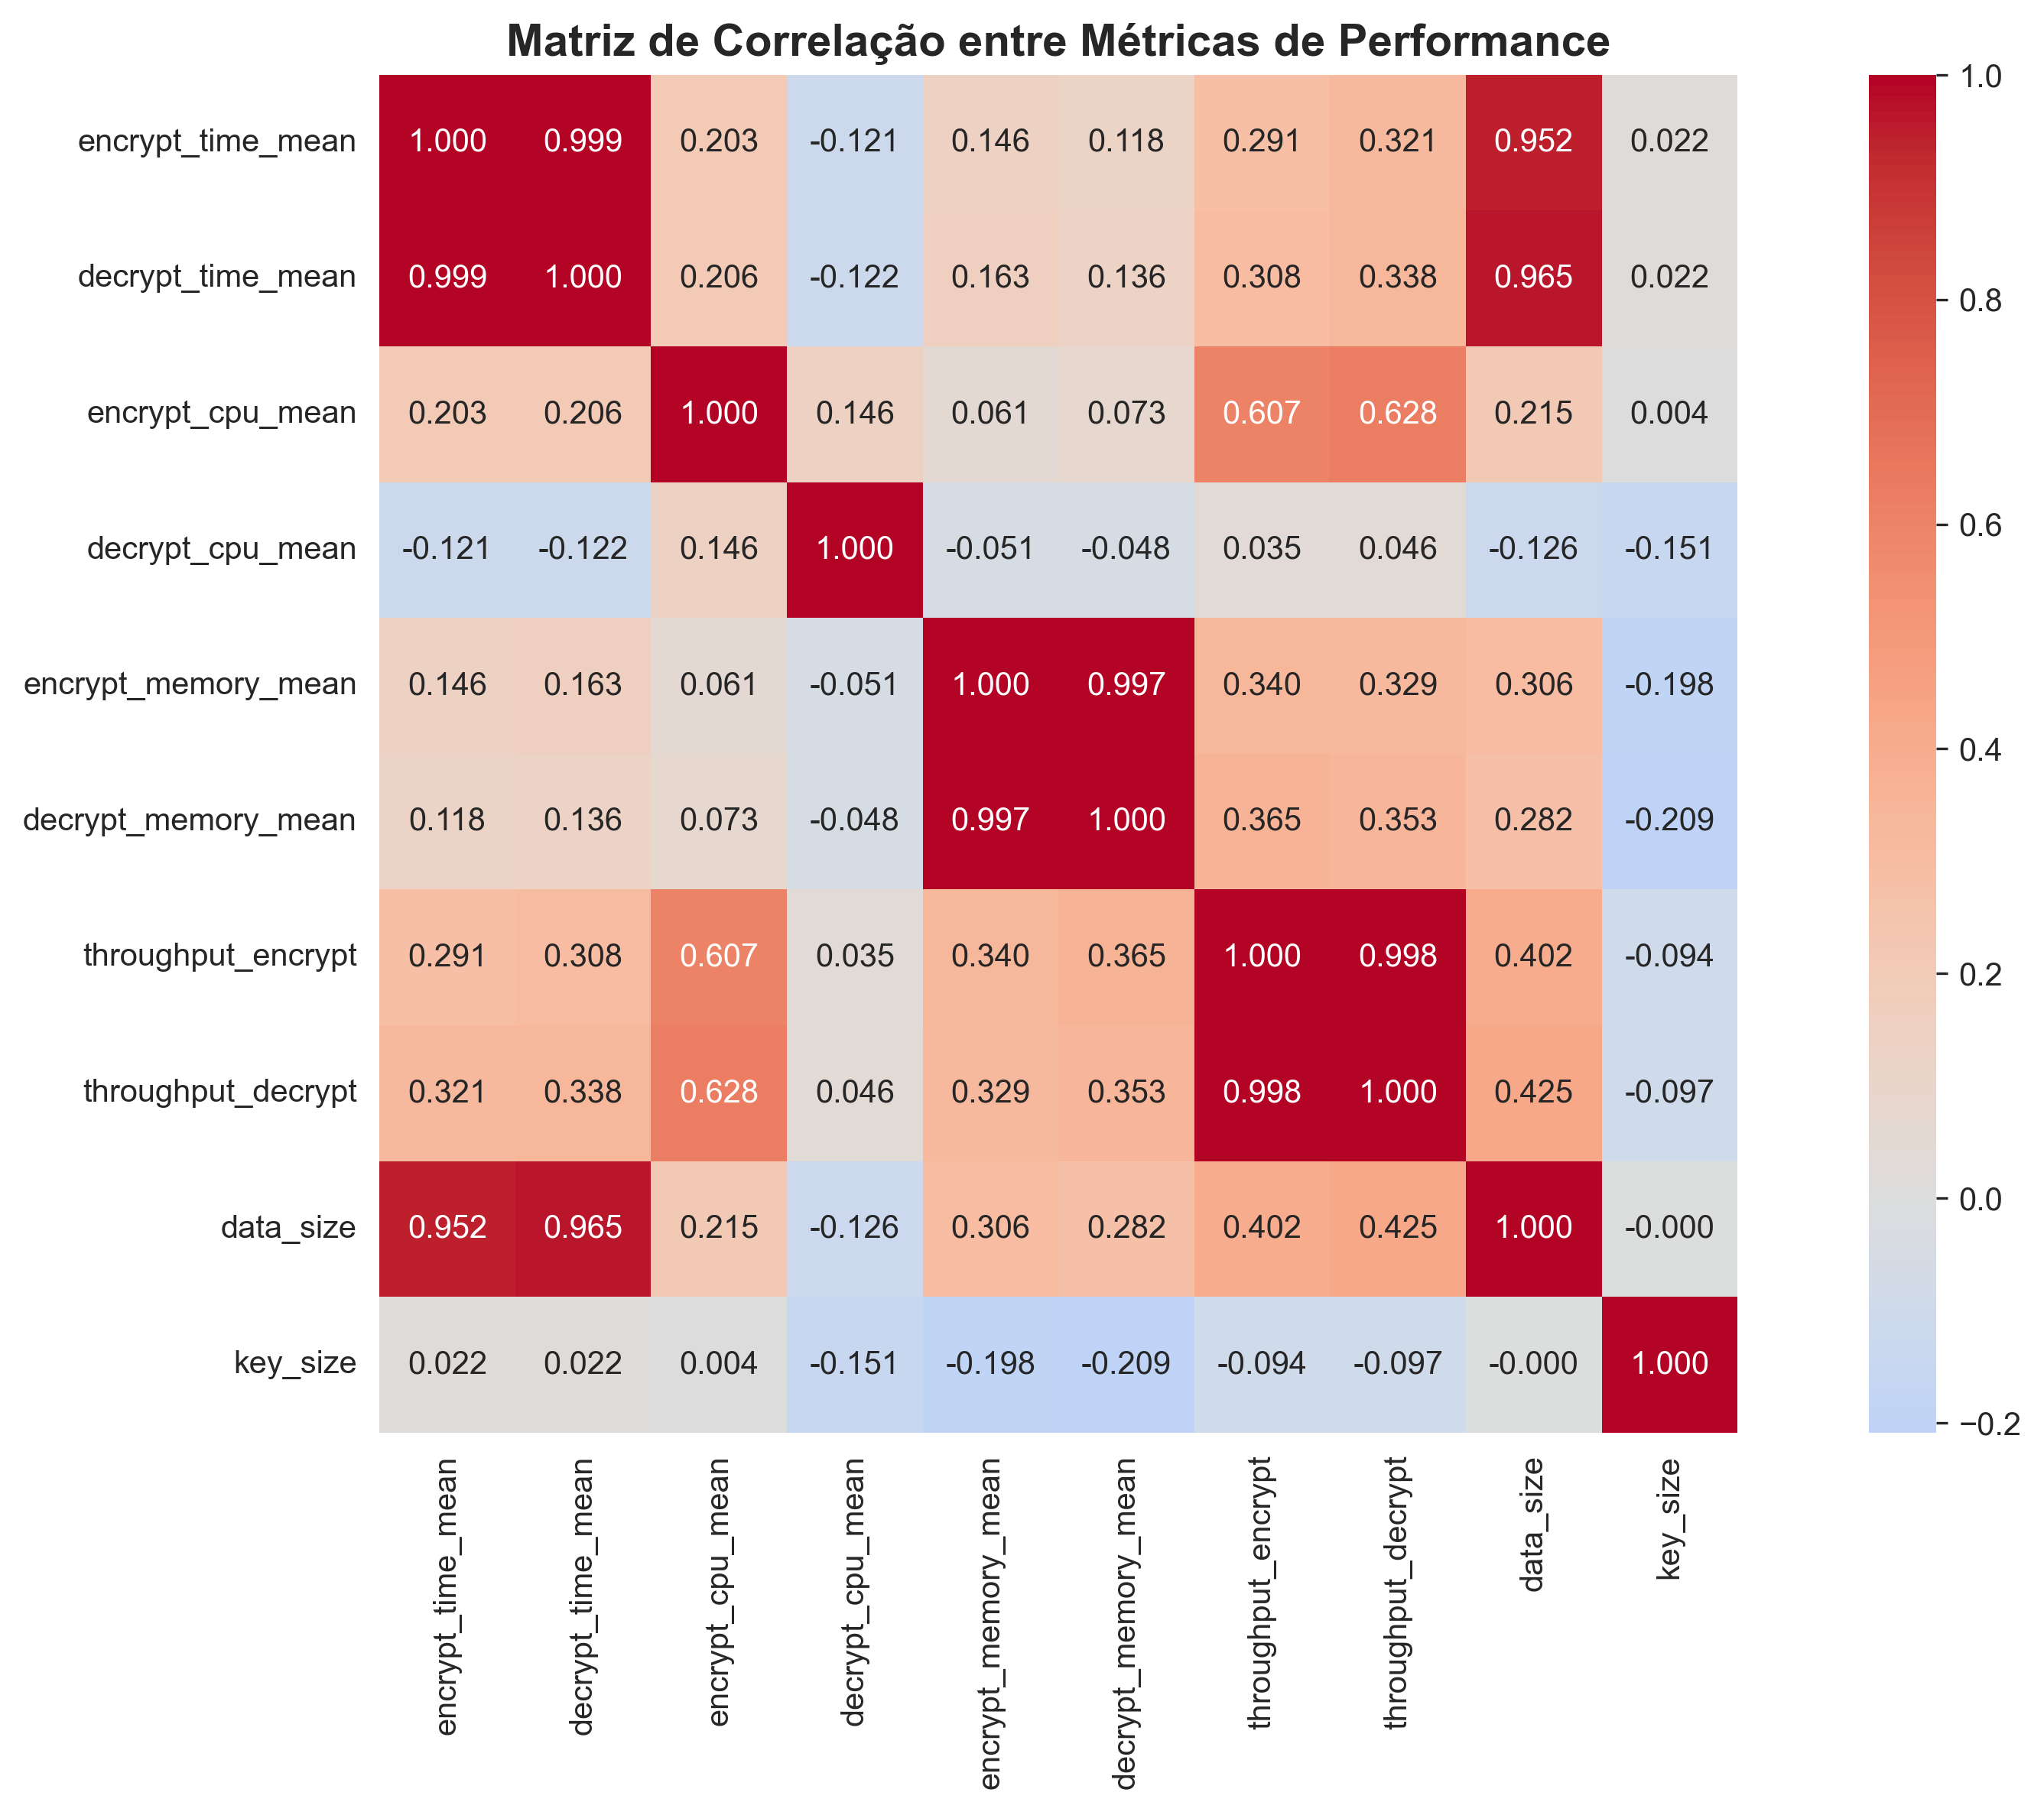 Matriz de Correlação entre Métricas de Performance
encrypt_time_mean 1.000 0.999 0.203 -0.121 0.146 0.118 0.291 0.321 0.952 0.022
decrypt_time_mean 0.999 1.000 0.206 -0.122 0.163 0.136 0.308 0.338 0.965 0.022
encrypt_cpu_mean 0.203 0.206 1.000 0.146 0.061 0.073 0.607 0.628 0.215 0.004
decrypt_cpu_mean -0.121 -0.122 0.146 1.000 -0.051 -0.048 0.035 0.046 -0.126 -0.151
encrypt_memory_mean 0.146 0.163 0.061 -0.051 1.000 0.997 0.340 0.329 0.306 -0.198
decrypt_memory_mean 0.118 0.136 0.073 -0.048 0.997 1.000 0.365 0.353 0.282 -0.209
throughput_encrypt 0.291 0.308 0.607 0.035 0.340 0.365 1.000 0.998 0.402 -0.094
throughput_decrypt 0.321 0.338 0.628 0.046 0.329 0.353 0.998 1.000 0.425 -0.097
data_size 0.952 0.965 0.215 -0.126 0.306 0.282 0.402 0.425 1.000 -0.000
key_size 0.022 0.022 0.004 -0.151 -0.198 -0.209 -0.094 -0.097 -0.000 1.000
encrypt_time_mean
decrypt_time_mean
encrypt_cpu_mean
decrypt_cpu_mean
encrypt_memory_mean
decrypt_memory_mean
throughput_encrypt
throughput_decrypt
data_size
key_size
1.0
0.8
0.6
0.4
0.2
0.0
−0.2